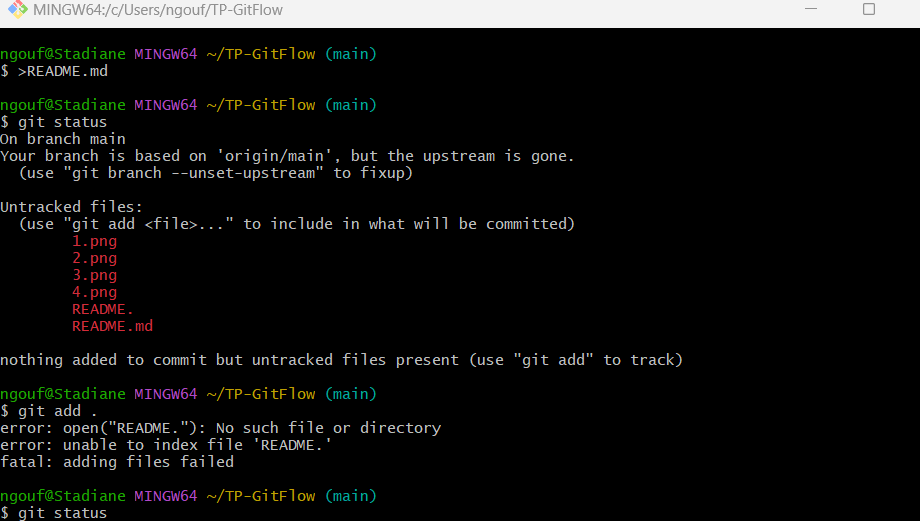 MINGW64:/c/Users/ngouf/TP-GitFlow
ngouf@Stadiane MINGW64 ~/TP-GitFlow (main)
$ >README.md
ngouf@Stadiane MINGW64 ~/TP-GitFlow (main)
$ git status
On branch main
Your branch is based on 'origin/main', but the upstream is gone.
  (use "git branch --unset-upstream" to fixup)
Untracked files:
  (use "git add <file>..." to include in what will be committed)
        1.png
        2.png
        3.png
        4.png
        README.
        README.md
nothing added to commit but untracked files present (use "git add" to track)
ngouf@Stadiane MINGW64 ~/TP-GitFlow (main)
$ git add .
error: open("README."): No such file or directory
error: unable to index file 'README.'
fatal: adding files failed
ngouf@Stadiane MINGW64 ~/TP-GitFlow (main)
$ git status